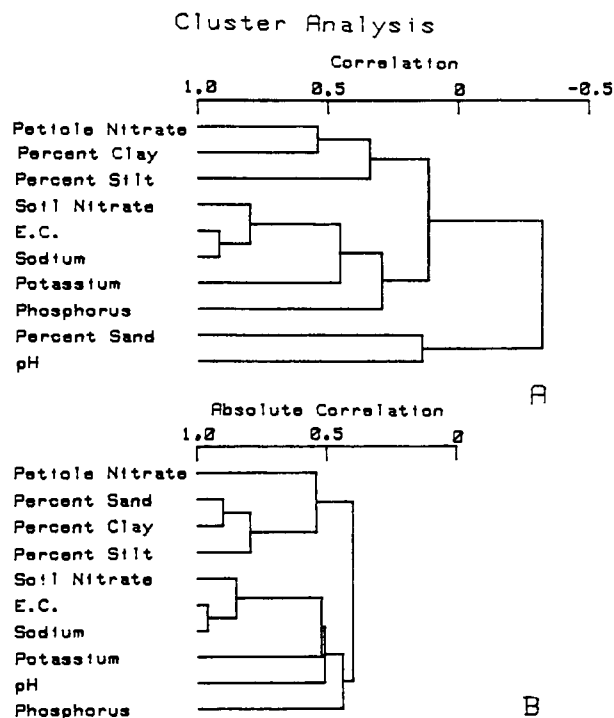 Cluster Analysis
Correlation
1.0 0.5 0 -0.5
Petiole Nitrate
Percent Clay
Percent Silt
Soil Nitrate
E.C.
Sodium
Potassium
Phosphorus
Percent Sand
pH
A
Absolute Correlation
1.0 0.5 0
Petiole Nitrate
Percent Sand
Percent Clay
Percent Silt
Soil Nitrate
E.C.
Sodium
Potassium
pH
Phosphorus
B